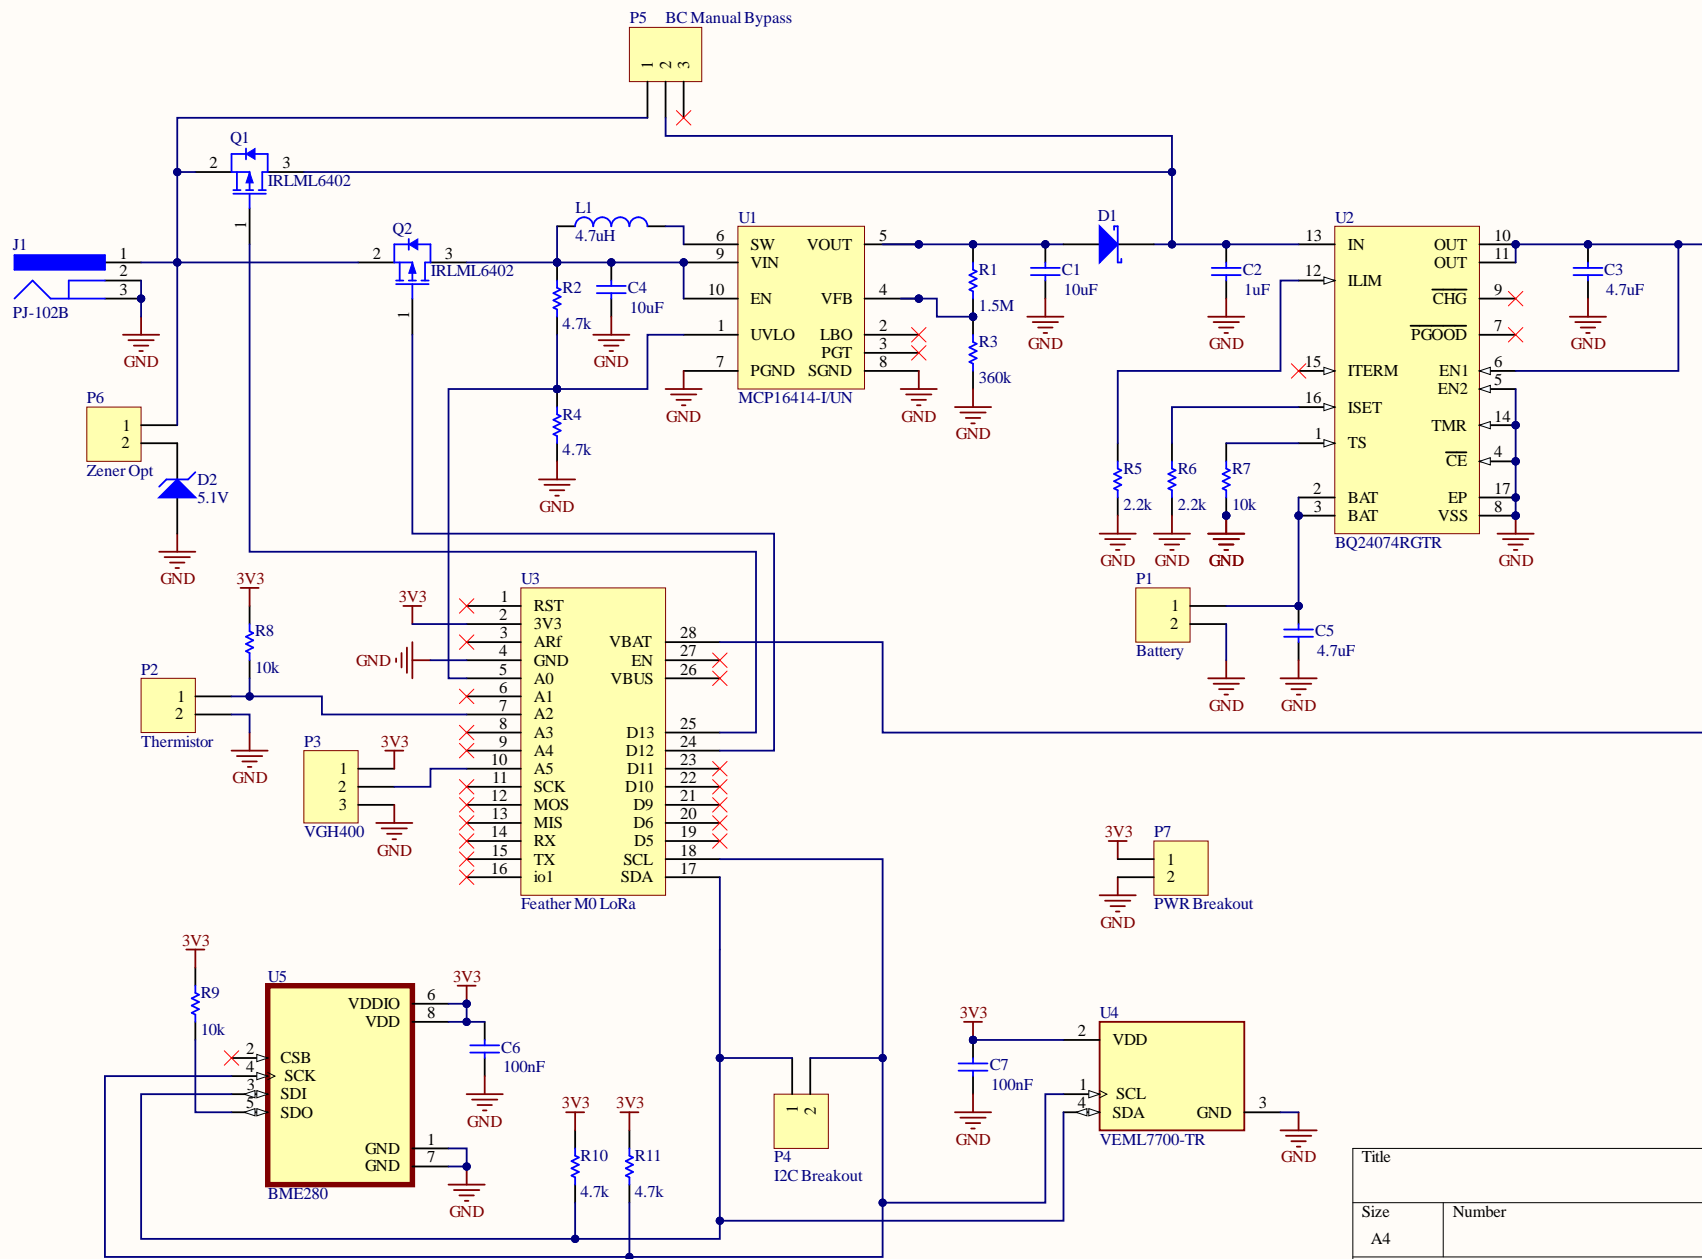 P5 BC Manual Bypass
1 2 3
Q1
2 3
IRLML6402
1
Q2
2 3
IRLML6402
1
J1
1
2
3
PJ-102B
GND
L1
4.7uH
R2
4.7k
C4
10uF
GND
R4
4.7k
GND
U1
6 SW VOUT 5
9 VIN
10 EN VFB 4
1 UVLO LBO 2
PGT 3
7 PGND SGND 8
MCP16414-I/UN
GND
GND
R1
1.5M
R3
360k
GND
C1
10uF
GND
D1
C2
1uF
GND
U2
13 IN OUT 10
OUT 11
12 ILIM
CHG 9
PGOOD 7
15 ITERM EN1 6
EN2 5
16 ISET
TMR 14
1 TS
CE 4
2 BAT EP 17
3 BAT VSS 8
BQ24074RGTR
GND
C3
4.7uF
GND
R5
2.2k
GND
R6
2.2k
GND
R7
10k
GND
P6
1
2
Zener Opt
D2
5.1V
GND
P1
1
2
Battery
GND
C5
4.7uF
GND
3V3
R8
10k
P2
1
2
Thermistor
GND
P3
1
2
3
VGH400
3V3
GND
3V3
GND
U3
1 RST
2 3V3
3 ARf VBAT 28
4 GND EN 27
5 A0 VBUS 26
6 A1
7 A2
8 A3 D13 25
9 A4 D12 24
10 A5 D11 23
11 SCK D10 22
12 MOS D9 21
13 MIS D6 20
14 RX D5 19
15 TX SCL 18
16 io1 SDA 17
Feather M0 LoRa
3V3
GND
P7
1
2
PWR Breakout
3V3
R9
10k
U5
VDDIO 6
VDD 8
2 CSB
4 SCK
3 SDI
5 SDO
GND 1
GND 7
BME280
3V3
C6
100nF
GND
GND
3V3
R10
4.7k
3V3
R11
4.7k
1 2
P4
I2C Breakout
3V3
C7
100nF
GND
U4
2 VDD
1 SCL
4 SDA GND 3
VEML7700-TR
GND
Title
Size Number
A4